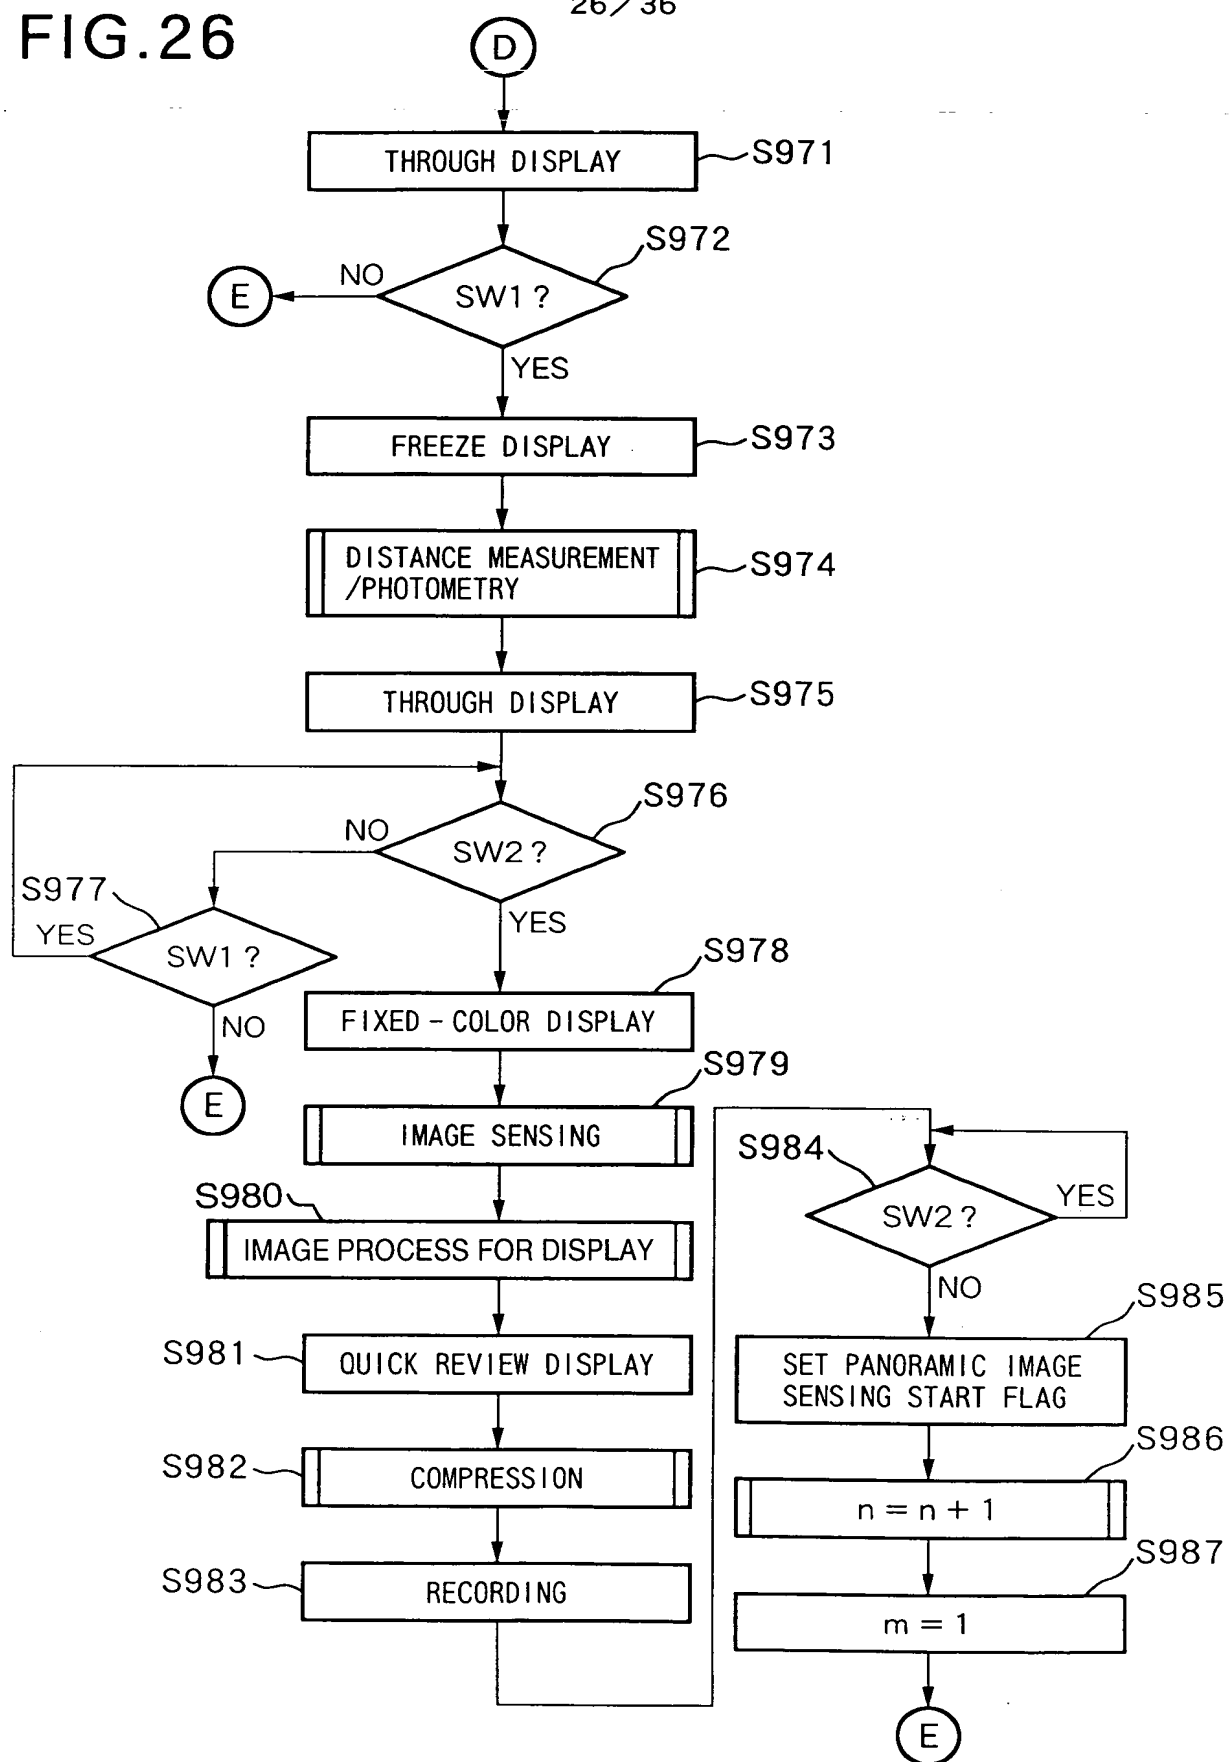 26/36
FIG.26
D
THROUGH DISPLAY
S971
S972
SW1?
NO
E
YES
FREEZE DISPLAY
S973
DISTANCE MEASUREMENT
/PHOTOMETRY
S974
THROUGH DISPLAY
S975
S976
SW2?
NO
S977
YES
SW1?
NO
E
YES
S978
FIXED-COLOR DISPLAY
S979
IMAGE SENSING
S980
IMAGE PROCESS FOR DISPLAY
S981
QUICK REVIEW DISPLAY
S982
COMPRESSION
S983
RECORDING
S984
SW2?
YES
NO
S985
SET PANORAMIC IMAGE
SENSING START FLAG
S986
n = n + 1
S987
m = 1
E